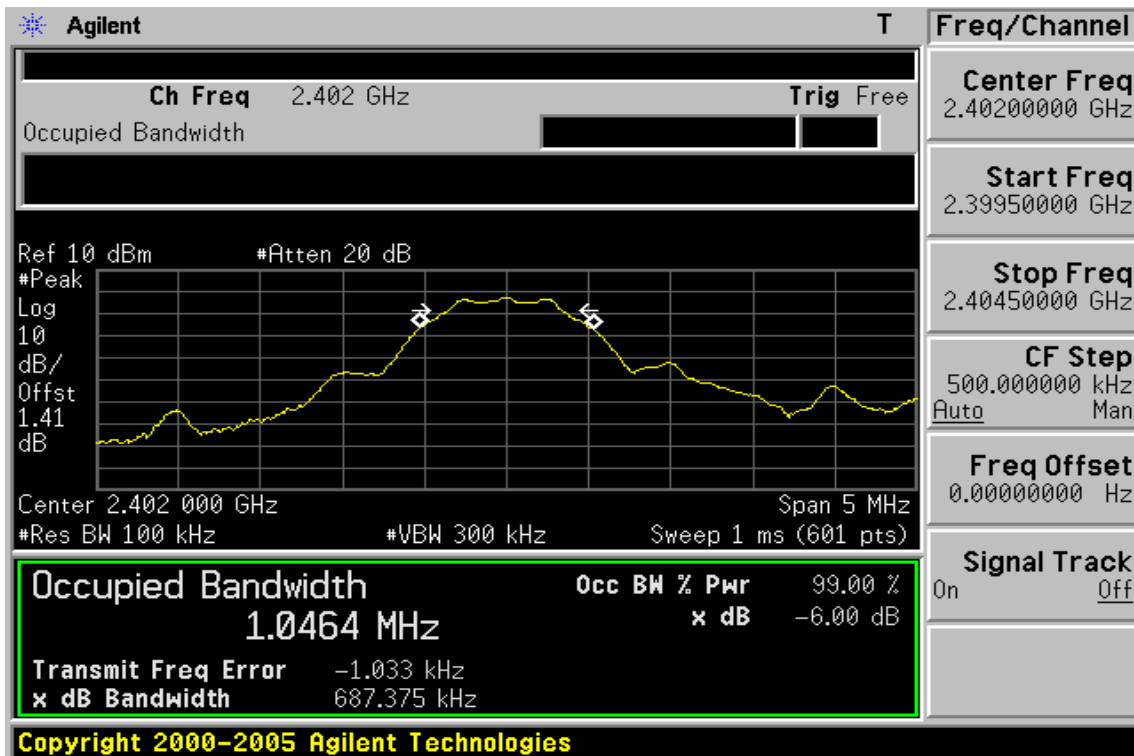 Agilent T Freq/Channel
Ch Freq 2.402 GHz Trig Free
Occupied Bandwidth
Ref 10 dBm #Atten 20 dB
#Peak
Log
10
dB/
Offst
1.41
dB
Center 2.402 000 GHz Span 5 MHz
#Res BW 100 kHz #VBW 300 kHz Sweep 1 ms (601 pts)
Occupied Bandwidth Occ BW % Pwr 99.00 %
1.0464 MHz x dB -6.00 dB
Transmit Freq Error -1.033 kHz
x dB Bandwidth 687.375 kHz
Copyright 2000-2005 Agilent Technologies
Center Freq
2.40200000 GHz
Start Freq
2.39950000 GHz
Stop Freq
2.40450000 GHz
CF Step
500.000000 kHz
Auto Man
Freq Offset
0.00000000 Hz
Signal Track
On Off